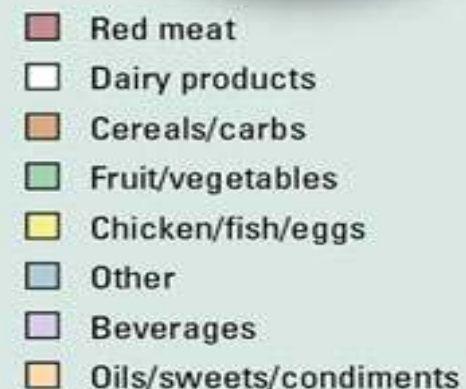 Red meat
Dairy products
Cereals/carbs
Fruit/vegetables
Chicken/fish/eggs
Other
Beverages
Oils/sweets/condiments